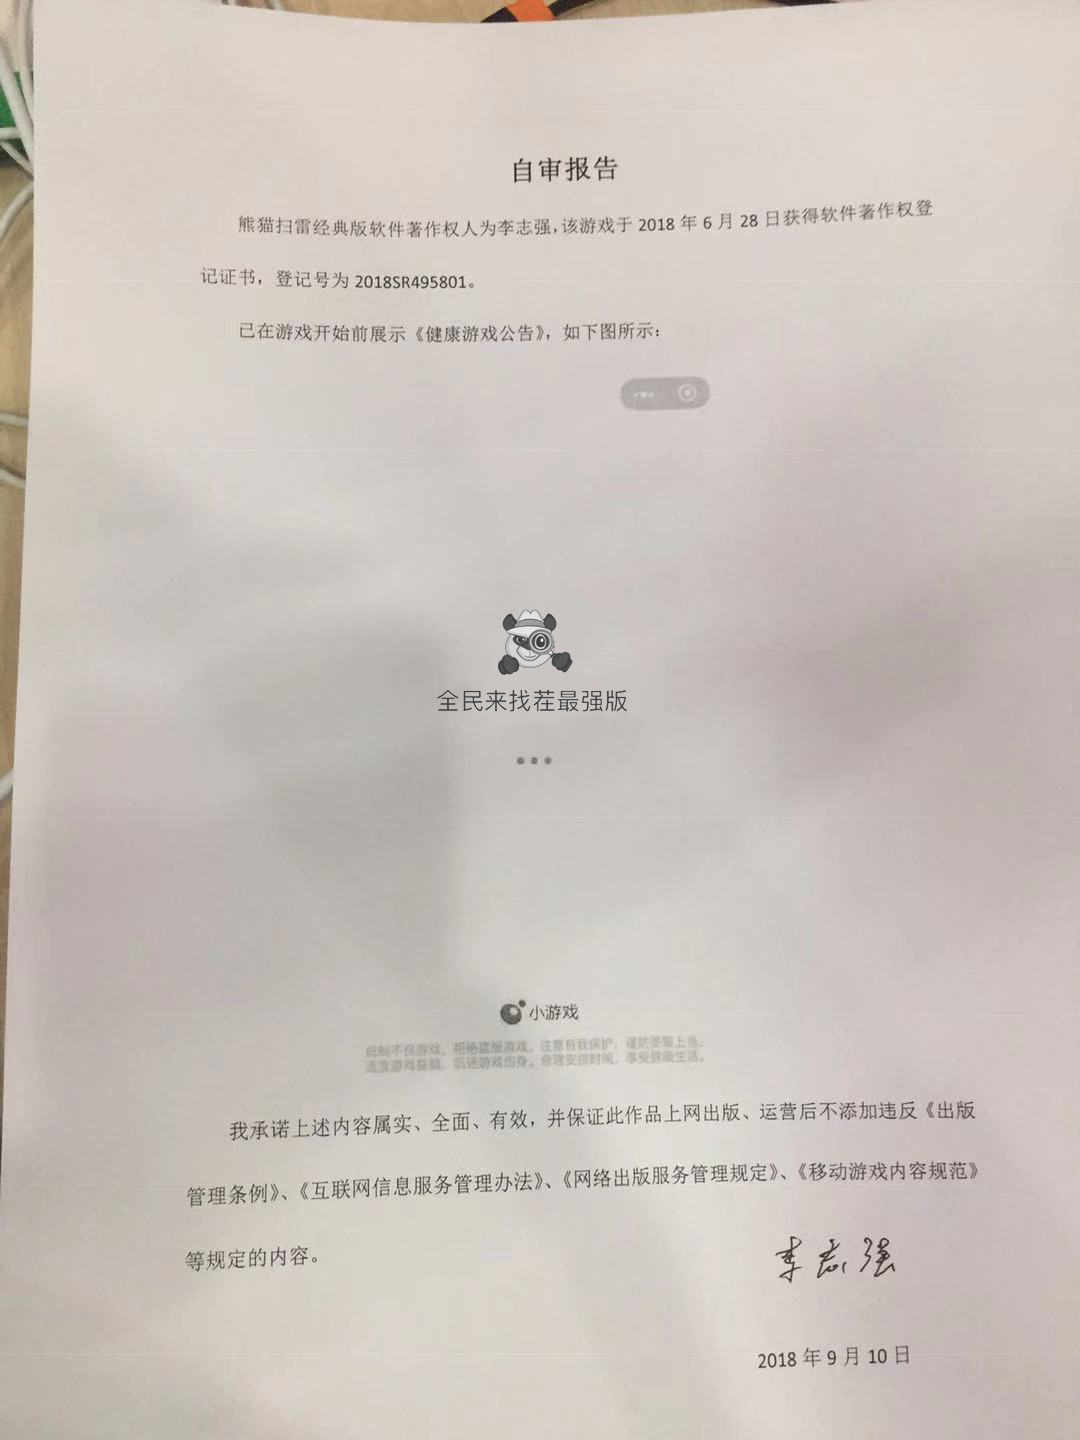 自审报告
熊猫扫雷经典版软件著作权人为李志强,该游戏于 2018 年 6 月 28 日获得软件著作权登
记证书，登记号为 2018SR495801。
已在游戏开始前展示《健康游戏公告》，如下图所示：
全民来找茬最强版
小游戏
抵制不良游戏，拒绝盗版游戏。注意自我保护，谨防受骗上当。
适度游戏益脑，沉迷游戏伤身。合理安排时间，享受健康生活。
我承诺上述内容属实、全面、有效，并保证此作品上网出版、运营后不添加违反《出版
管理条例》、《互联网信息服务管理办法》、《网络出版服务管理规定》、《移动游戏内容规范》
等规定的内容。
李志强
2018 年 9 月 10 日